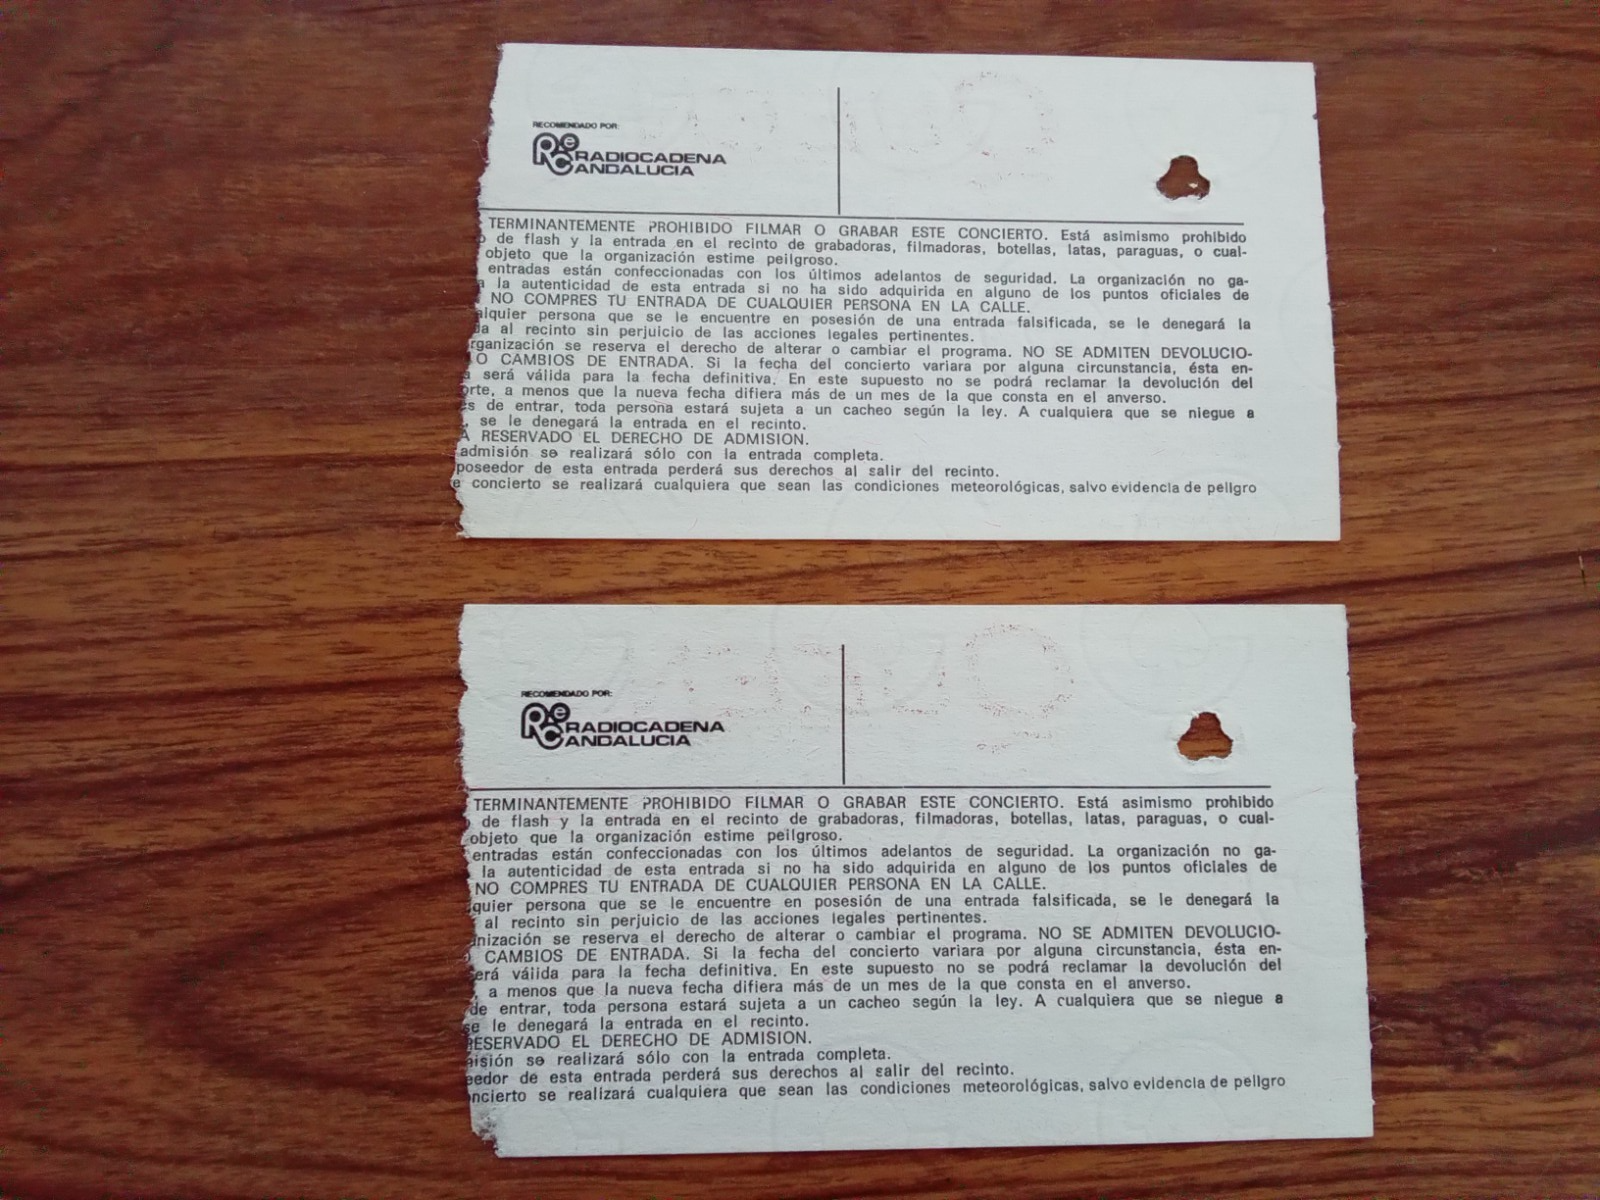 RECOMENDADO POR:
RCe RADIOCADENA
ANDALUCIA
TERMINANTEMENTE PROHIBIDO FILMAR O GRABAR ESTE CONCIERTO. Está asimismo prohibido
de flash y la entrada en el recinto de grabadoras, filmadoras, botellas, latas, paraguas, o cual-
objeto que la organización estime peligroso.
entradas están confeccionadas con los últimos adelantos de seguridad. La organización no ga-
a la autenticidad de esta entrada si no ha sido adquirida en alguno de los puntos oficiales de
NO COMPRES TU ENTRADA DE CUALQUIER PERSONA EN LA CALLE.
alquier persona que se le encuentre en posesión de una entrada falsificada, se le denegará la
da al recinto sin perjuicio de las acciones legales pertinentes.
rganización se reserva el derecho de alterar o cambiar el programa. NO SE ADMITEN DEVOLUCIO-
O CAMBIOS DE ENTRADA. Si la fecha del concierto variara por alguna circunstancia, ésta en-
a será válida para la fecha definitiva. En este supuesto no se podrá reclamar la devolución del
orte, a menos que la nueva fecha difiera más de un mes de la que consta en el anverso.
es de entrar, toda persona estará sujeta a un cacheo según la ley. A cualquiera que se niegue a
, se le denegará la entrada en el recinto.
A RESERVADO EL DERECHO DE ADMISION.
admisión se realizará sólo con la entrada completa.
poseedor de esta entrada perderá sus derechos al salir del recinto.
e concierto se realizará cualquiera que sean las condiciones meteorológicas, salvo evidencia de peligro
RECOMENDADO POR:
RCe RADIOCADENA
ANDALUCIA
TERMINANTEMENTE PROHIBIDO FILMAR O GRABAR ESTE CONCIERTO. Está asimismo prohibido
de flash y la entrada en el recinto de grabadoras, filmadoras, botellas, latas, paraguas, o cual-
objeto que la organización estime peligroso.
entradas están confeccionadas con los últimos adelantos de seguridad. La organización no ga-
la autenticidad de esta entrada si no ha sido adquirida en alguno de los puntos oficiales de
NO COMPRES TU ENTRADA DE CUALQUIER PERSONA EN LA CALLE.
quier persona que se le encuentre en posesión de una entrada falsificada, se le denegará la
al recinto sin perjuicio de las acciones legales pertinentes.
nización se reserva el derecho de alterar o cambiar el programa. NO SE ADMITEN DEVOLUCIO-
CAMBIOS DE ENTRADA. Si la fecha del concierto variara por alguna circunstancia, ésta en-
erá válida para la fecha definitiva. En este supuesto no se podrá reclamar la devolución del
, a menos que la nueva fecha difiera más de un mes de la que consta en el anverso.
de entrar, toda persona estará sujeta a un cacheo según la ley. A cualquiera que se niegue a
se le denegará la entrada en el recinto.
RESERVADO EL DERECHO DE ADMISION.
isión se realizará sólo con la entrada completa.
eedor de esta entrada perderá sus derechos al salir del recinto.
ncierto se realizará cualquiera que sean las condiciones meteorológicas, salvo evidencia de peligro